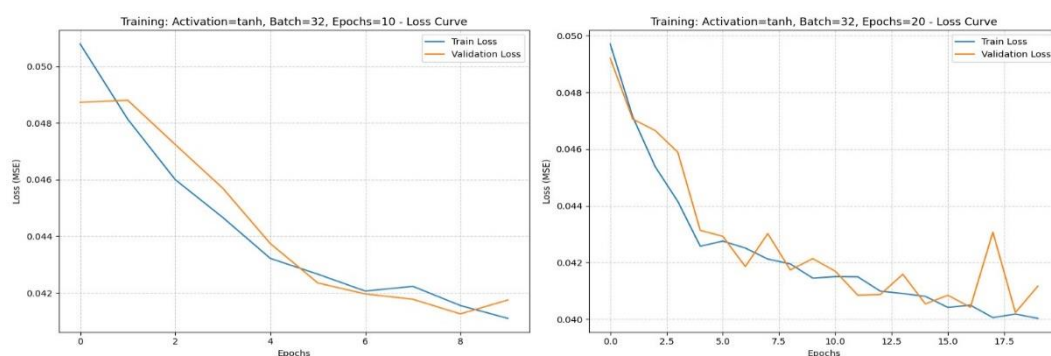 Training: Activation=tanh, Batch=32, Epochs=10 - Loss Curve
Train Loss
Validation Loss
0.050
0.048
0.046
0.044
0.042
Loss (MSE)
0
2
4
6
8
Epochs
Training: Activation=tanh, Batch=32, Epochs=20 - Loss Curve
Train Loss
Validation Loss
0.050
0.048
0.046
0.044
0.042
0.040
Loss (MSE)
0.0
2.5
5.0
7.5
10.0
12.5
15.0
17.5
Epochs